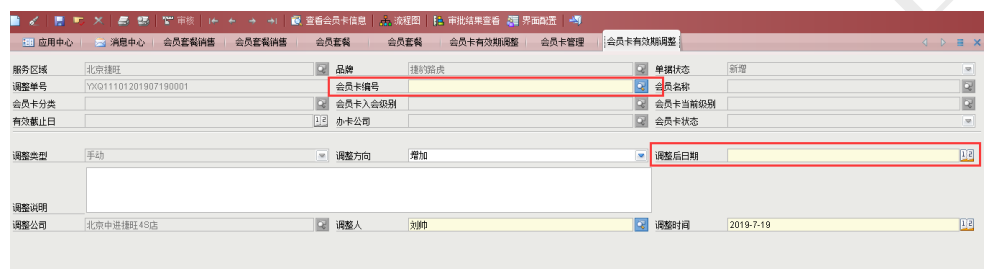 审核 查看会员卡信息 流程图 审批结果查看 界面配置
应用中心 消息中心 会员套餐销售 会员套餐销售 会员套餐 会员套餐 会员卡有效期调整 会员卡管理 会员卡有效期调整
服务区域 北京捷旺 品牌 捷豹路虎 单据状态 新增
调整单号 YXQ111101201907190001 会员卡编号 会员名称
会员卡分类 会员卡入会级别 会员卡当前级别
有效截止日 办卡公司 会员卡状态
调整类型 手动 调整方向 增加 调整后日期
调整说明
调整公司 北京中进捷旺4S店 调整人 刘帅 调整时间 2019-7-19